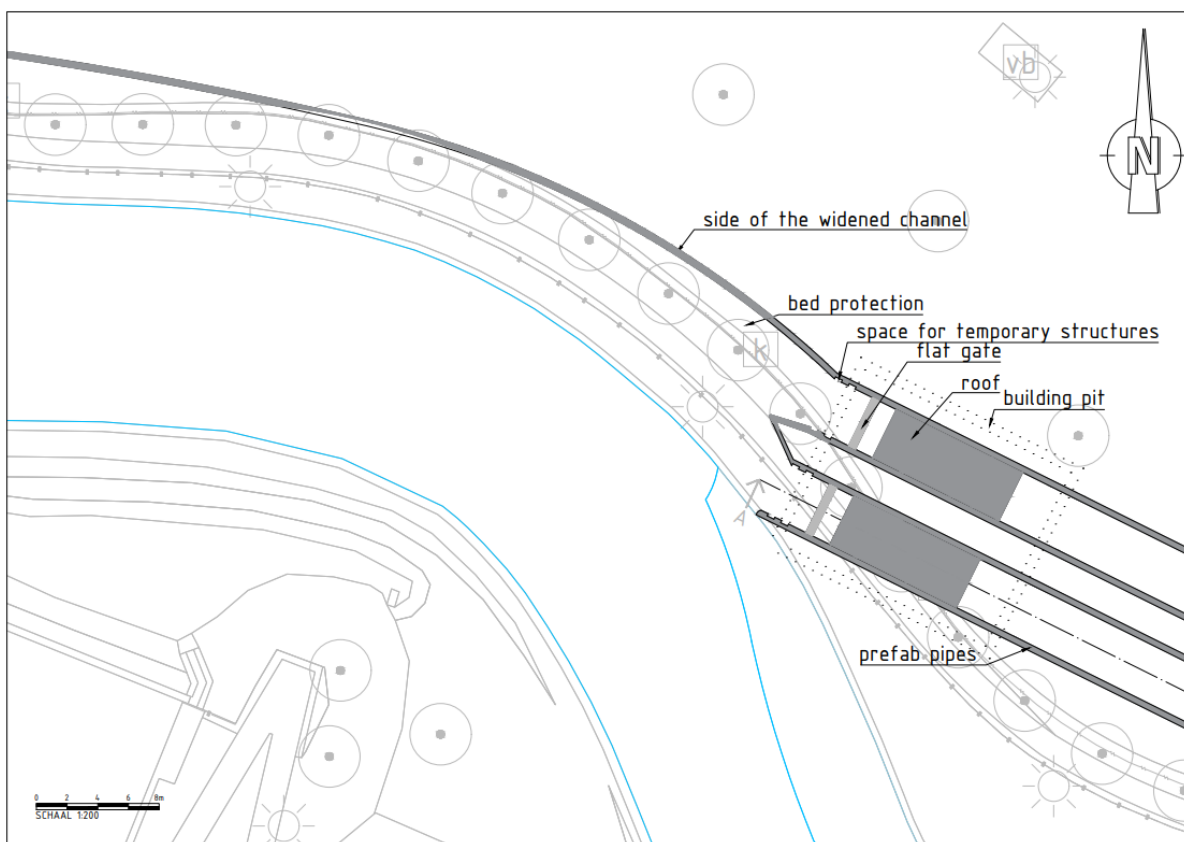 vb
N
side of the widened channel
bed protection
k
space for temporary structures
flat gate
roof
building pit
A
prefab pipes
0 2 4 6 8m
SCHAAL 1:200